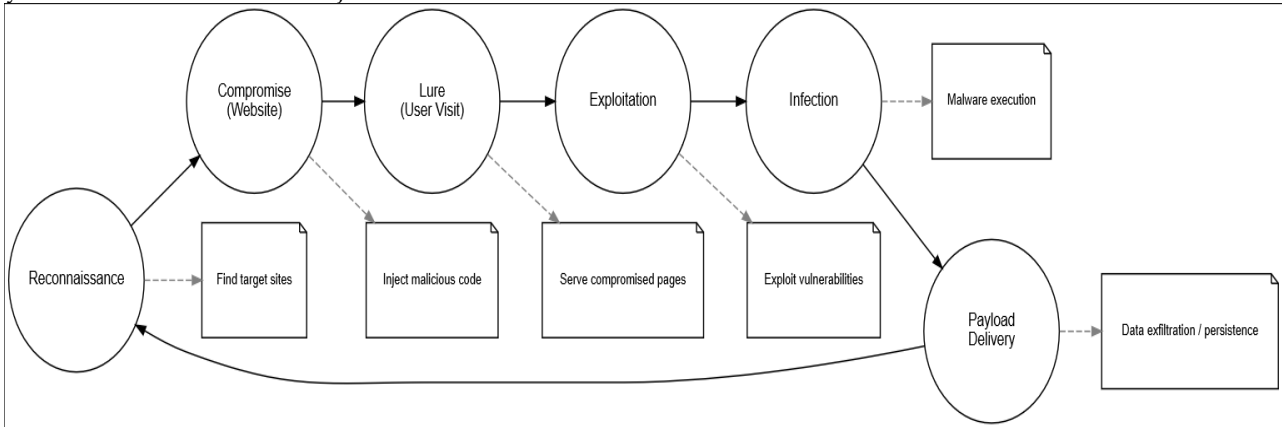 Compromise
(Website)
Lure
(User Visit)
Exploitation
Infection
Malware execution
Reconnaissance
Find target sites
Inject malicious code
Serve compromised pages
Exploit vulnerabilities
Payload
Delivery
Data exfiltration / persistence